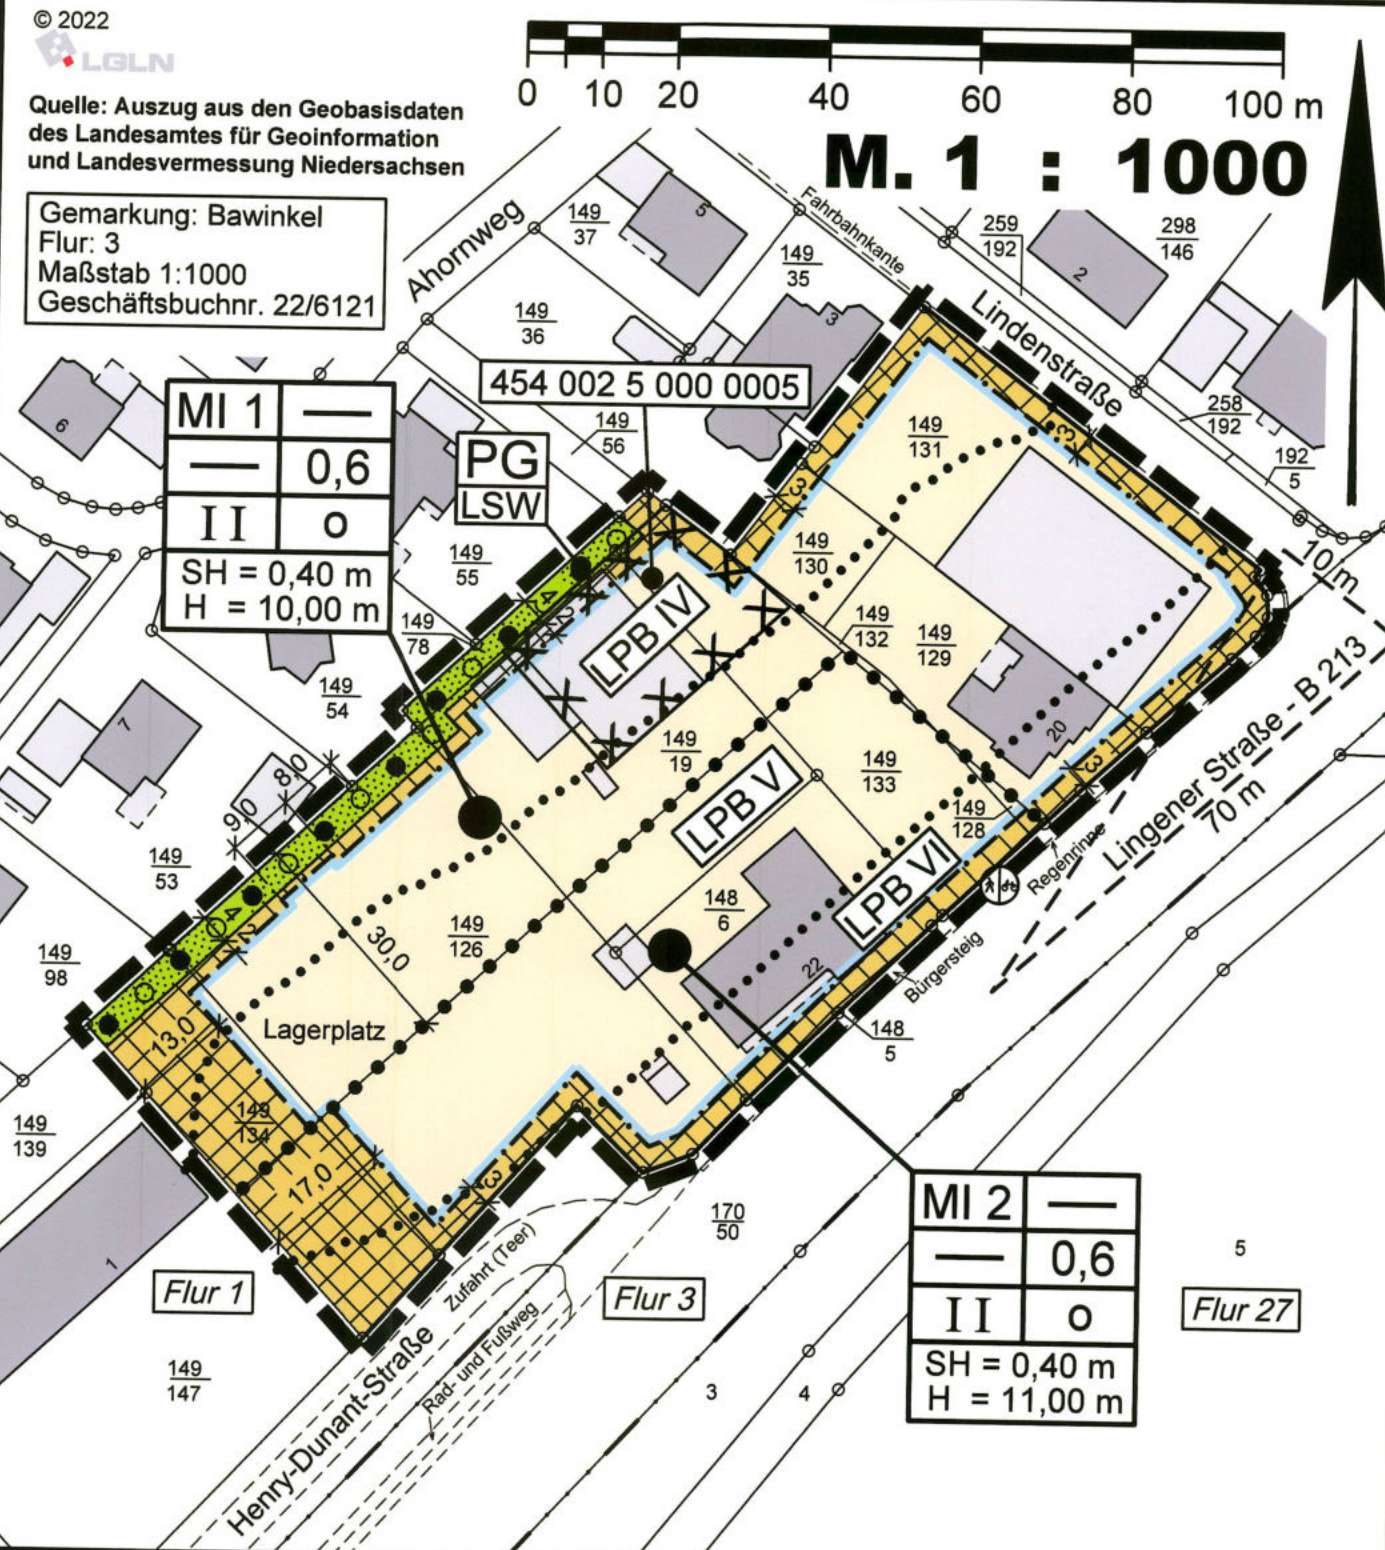 © 2022
LGLN
Quelle: Auszug aus den Geobasisdaten
des Landesamtes für Geoinformation
und Landesvermessung Niedersachsen
Gemarkung: Bawinkel
Flur: 3
Maßstab 1:1000
Geschäftsbuchnr. 22/6121
0 10 20 40 60 80 100 m
M. 1 : 1000
Ahornweg
149
37
5
Fahrbahnkante
149
35
259
192
298
146
2
149
36
3
Lindenstraße
454 002 5 000 0005
MI 1 —
— 0,6
II o
SH = 0,40 m
H = 10,00 m
6
PG
LSW
149
56
149
131
3
258
192
192
5
3
149
55
149
130
10 m
4
2
LPB IV
149
78
149
132
149
129
149
54
7
149
19
20
Lingener Straße - B 213
70 m
8,0
9,0
LPB V
149
133
3
149
128
Regenrinne
149
53
LPB VI
148
6
4
2
30,0
149
126
149
98
22
Bürgersteig
13,0
Lagerplatz
148
5
149
139
149
134
17,0
3
1
170
50
MI 2 —
— 0,6
II o
SH = 0,40 m
H = 11,00 m
5
Zufahrt (Teer)
Flur 1
Flur 3
Flur 27
Rad- und Fußweg
149
147
3
4
Henry-Dunant-Straße